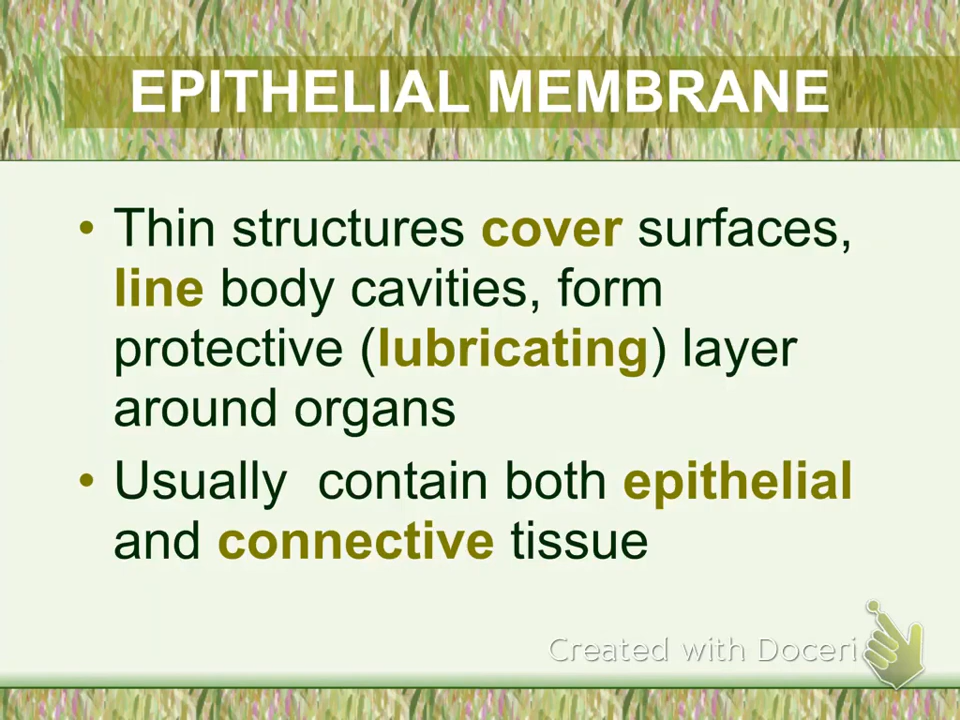 EPITHELIAL MEMBRANE
• Thin structures cover surfaces,
line body cavities, form
protective (lubricating) layer
around organs
• Usually  contain both epithelial
and connective tissue
Created with Doceri